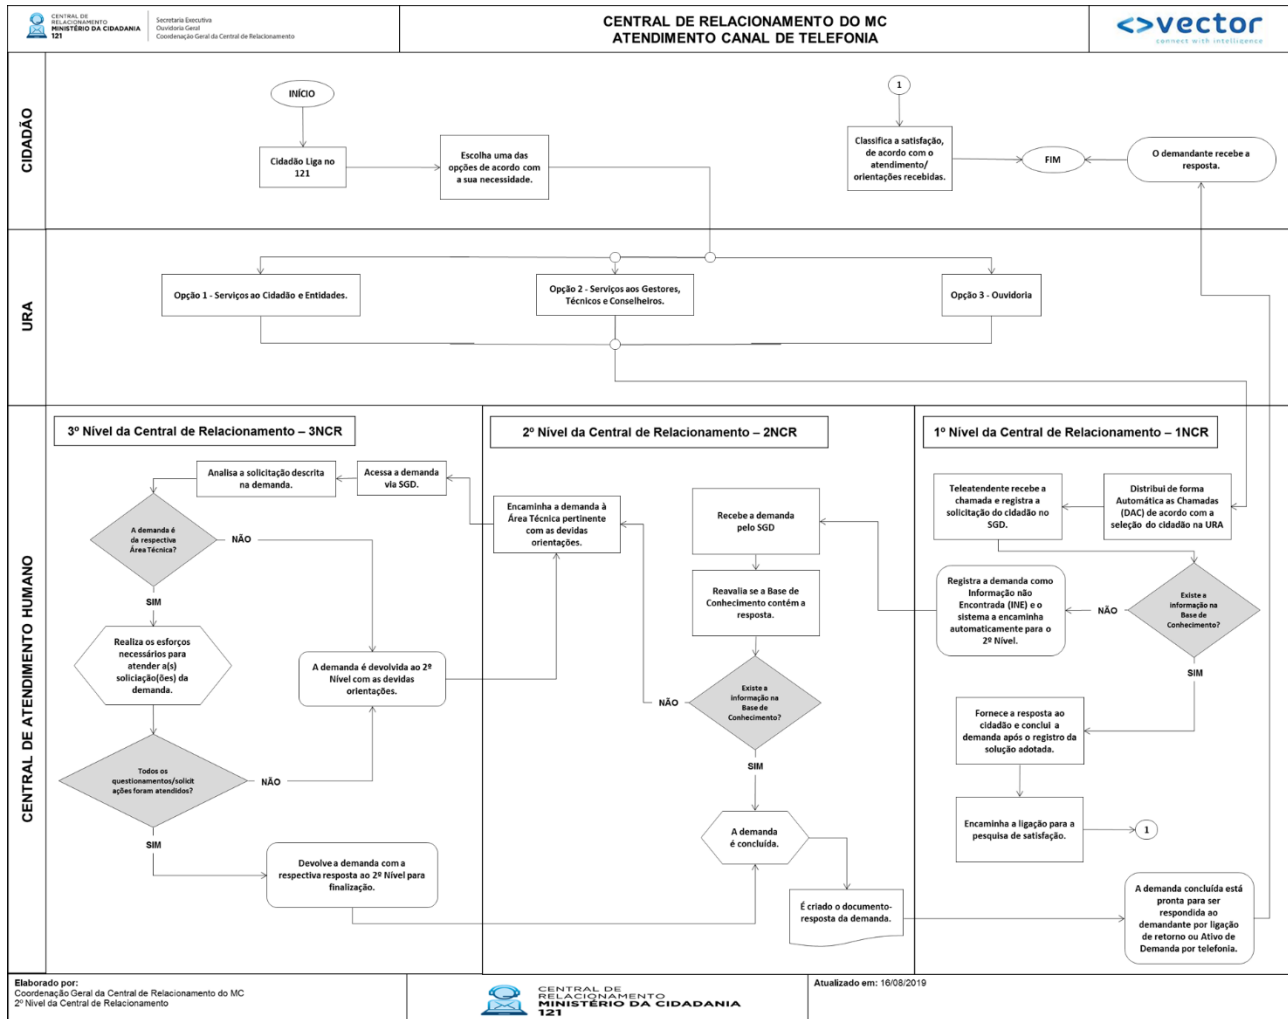 CENTRAL DE
RELACIONAMENTO
MINISTÉRIO DA CIDADANIA
121
Secretaria Executiva
Ouvidoria Geral
Coordenação Geral da Central de Relacionamento
CENTRAL DE RELACIONAMENTO DO MC
ATENDIMENTO CANAL DE TELEFONIA
<>vector
connect with intelligence
CIDADÃO
INÍCIO
Cidadão Liga no
121
Escolha uma das
opções de acordo com
a sua necessidade.
1
Classifica a satisfação,
de acordo com o
atendimento/
orientações recebidas.
FIM
O demandante recebe a
resposta.
URA
Opção 1 - Serviços ao Cidadão e Entidades.
Opção 2 - Serviços aos Gestores,
Técnicos e Conselheiros.
Opção 3 - Ouvidoria
CENTRAL DE ATENDIMENTO HUMANO
3º Nível da Central de Relacionamento – 3NCR
Analisa a solicitação descrita
na demanda.
Acessa a demanda
via SGD.
A demanda é
da respectiva
Área Técnica?
NÃO
SIM
Realiza os esforços
necessários para
atender a(s)
soliciação(ões) da
demanda.
A demanda é devolvida ao 2º
Nível com as devidas
orientações.
Todos os
questionamentos/solicit
ações foram atendidos?
NÃO
SIM
Devolve a demanda com a
respectiva resposta ao 2º Nível para
finalização.
2º Nível da Central de Relacionamento – 2NCR
Encaminha a demanda à
Área Técnica pertinente
com as devidas
orientações.
Recebe a demanda
pelo SGD
Reavalia se a Base de
Conhecimento contém a
resposta.
Existe a
informação na
Base de
Conhecimento?
NÃO
SIM
A demanda
é concluída.
É criado o documento-
resposta da demanda.
1º Nível da Central de Relacionamento – 1NCR
Teleatendente recebe a
chamada e registra a
solicitação do cidadão no
SGD.
Distribui de forma
Automática as Chamadas
(DAC) de acordo com a
seleção do cidadão na URA
Registra a demanda como
Informação não
Encontrada (INE) e o
sistema a encaminha
automaticamente para o
2º Nível.
NÃO
Existe a
informação na
Base de
Conhecimento?
SIM
Fornece a resposta ao
cidadão e conclui a
demanda após o registro da
solução adotada.
Encaminha a ligação para a
pesquisa de satisfação.
1
A demanda concluída está
pronta para ser
respondida ao
demandante por ligação
de retorno ou Ativo de
Demanda por telefonia.
Elaborado por:
Coordenação Geral da Central de Relacionamento do MC
2º Nível da Central de Relacionamento
CENTRAL DE
RELACIONAMENTO
MINISTÉRIO DA CIDADANIA
121
Atualizado em: 16/08/2019